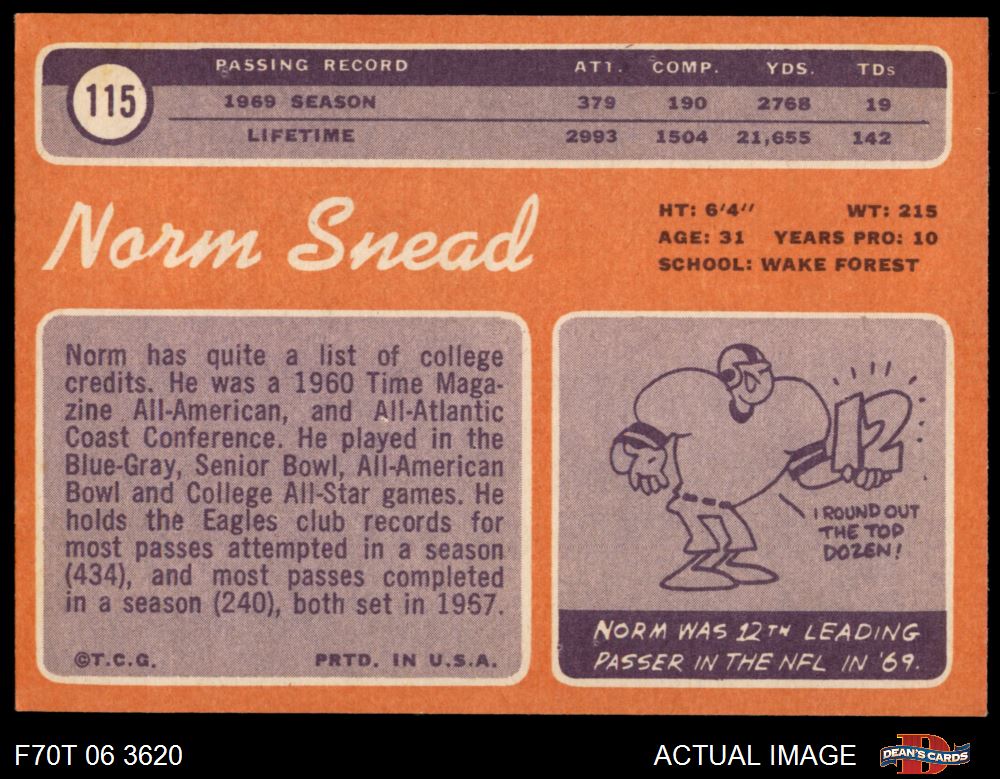 115
PASSING RECORD ATT. COMP. YDS. TDs
1969 SEASON 379 190 2768 19
LIFETIME 2993 1504 21,655 142
Norm Snead
HT: 6'4" WT: 215
AGE: 31 YEARS PRO: 10
SCHOOL: WAKE FOREST
Norm has quite a list of college
credits. He was a 1960 Time Maga-
zine All-American, and All-Atlantic
Coast Conference. He played in the
Blue-Gray, Senior Bowl, All-American
Bowl and College All-Star games. He
holds the Eagles club records for
most passes attempted in a season
(434), and most passes completed
in a season (240), both set in 1967.
©T.C.G. PRTD. IN U.S.A.
12
I ROUND OUT
THE TOP
DOZEN!
NORM WAS 12TH LEADING
PASSER IN THE NFL IN '69.
F70T 06 3620
ACTUAL IMAGE
D
DEAN'S CARDS